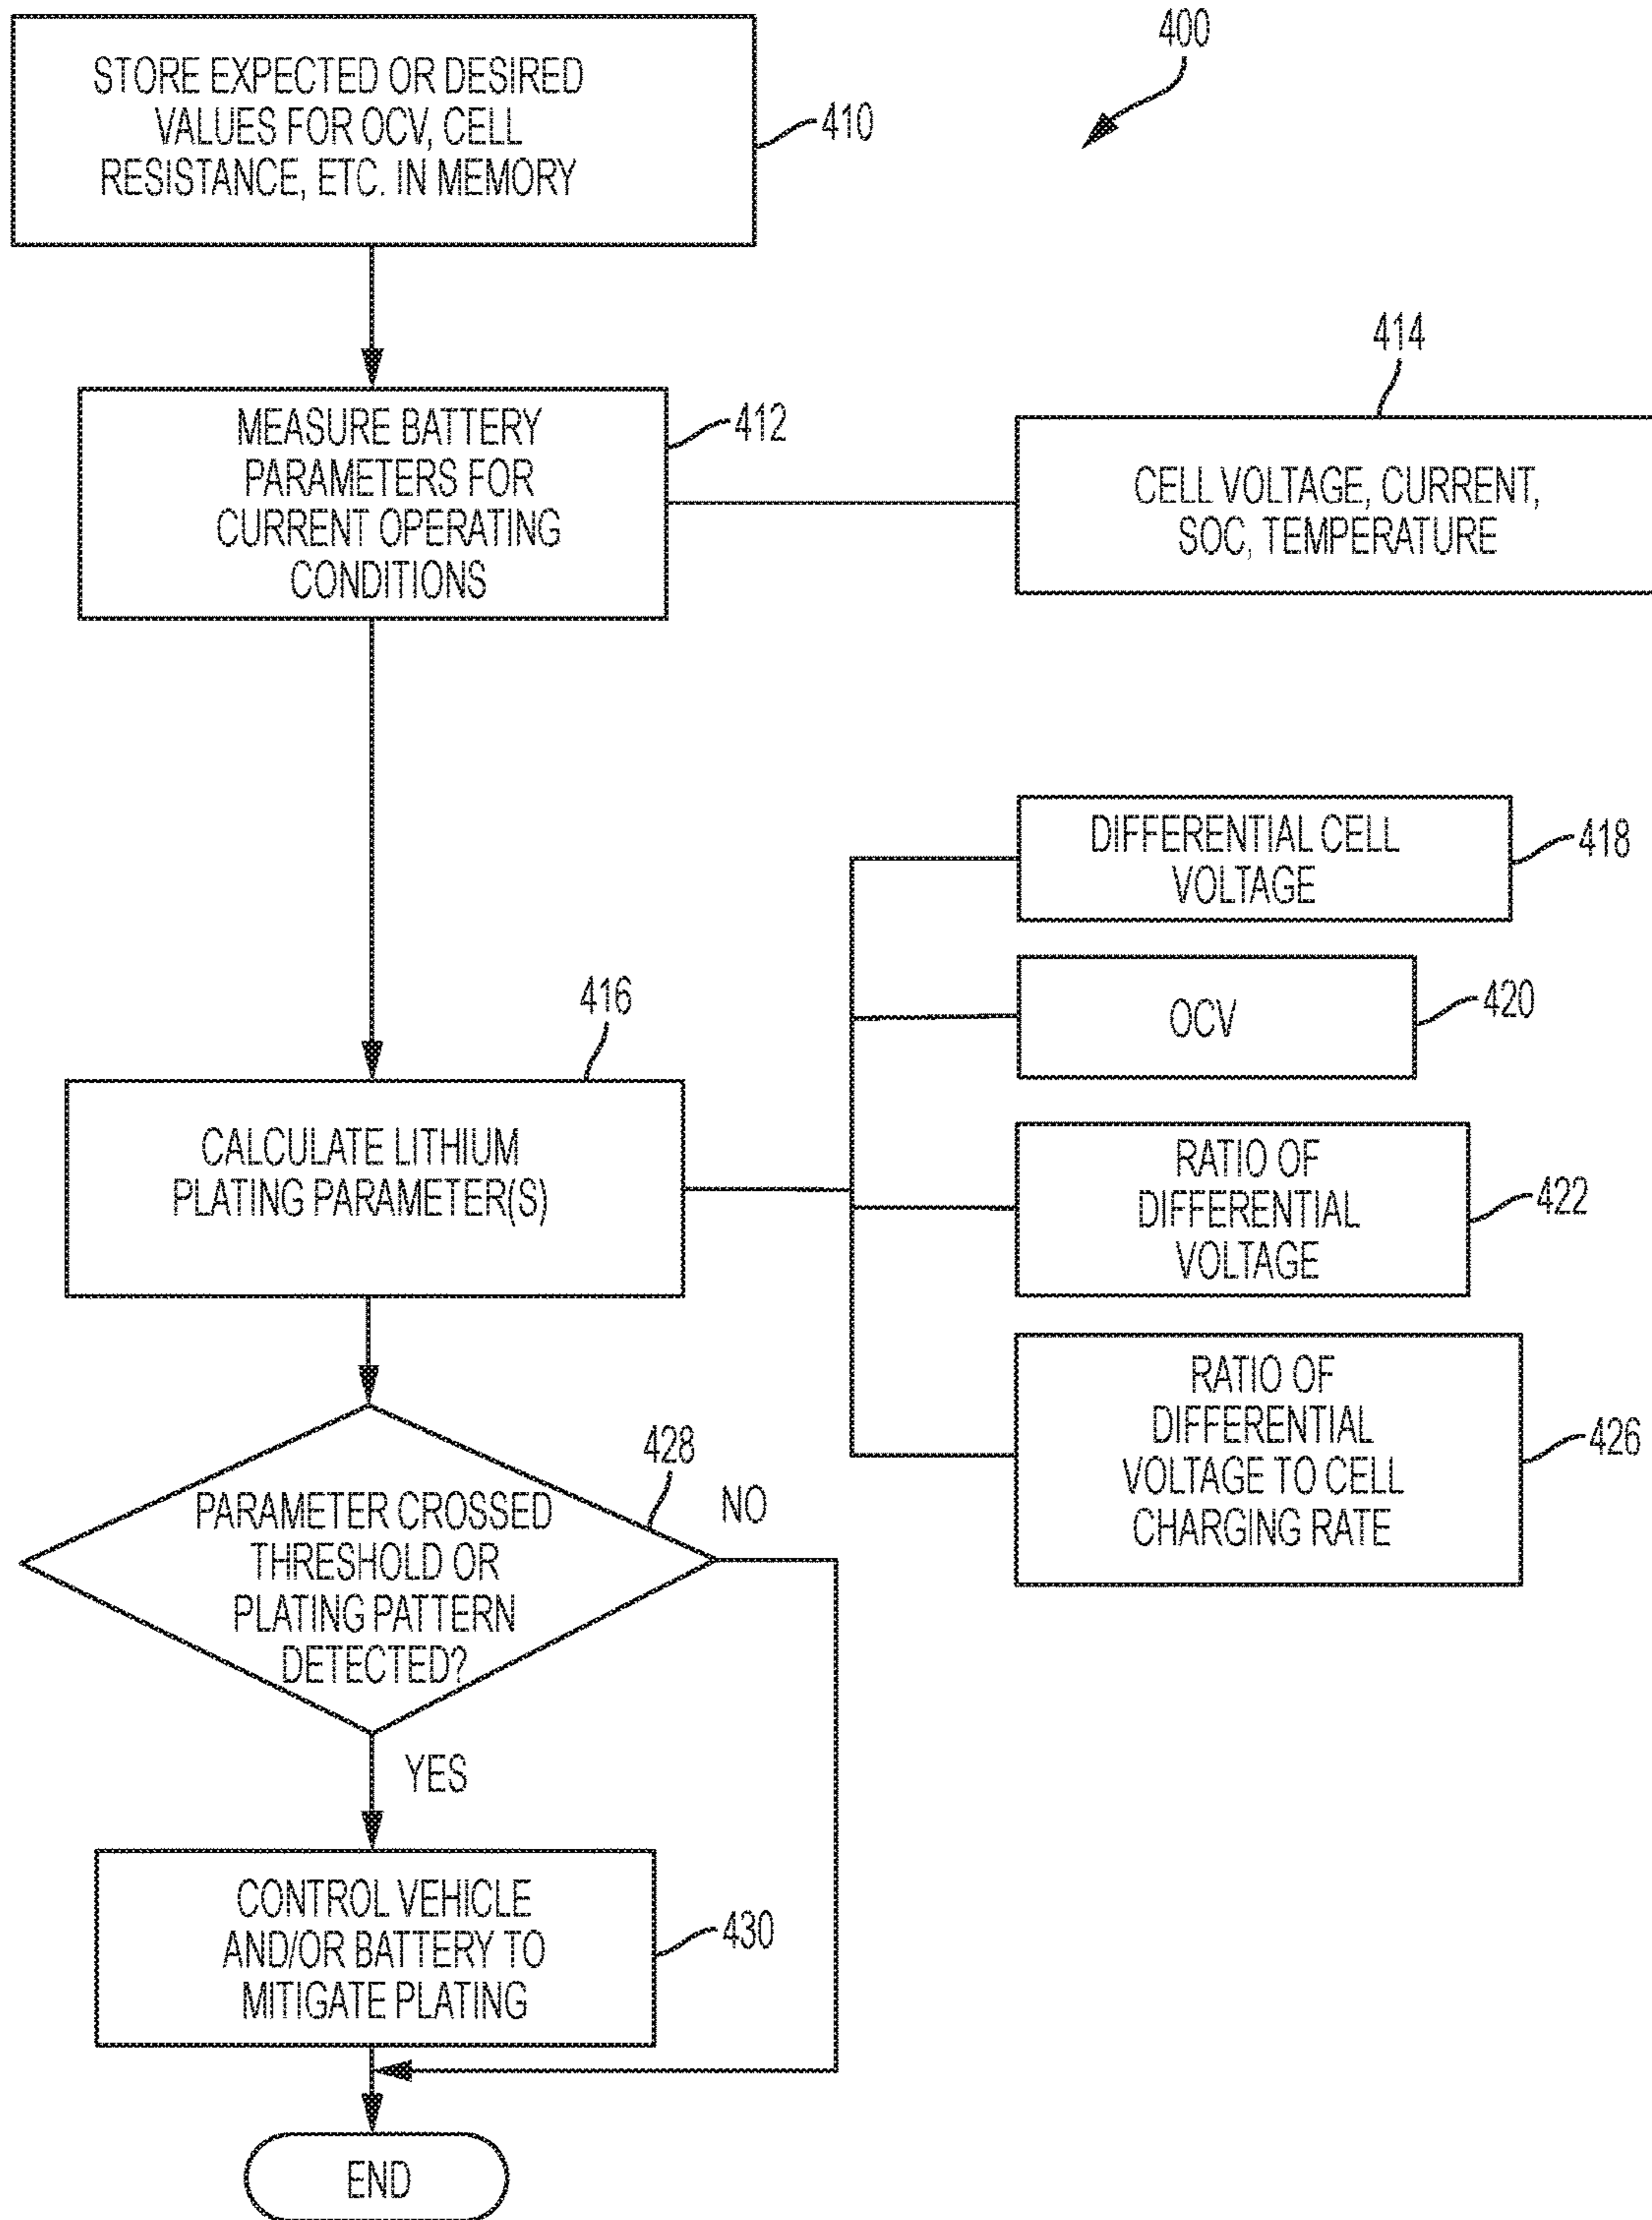 400
STORE EXPECTED OR DESIRED
VALUES FOR OCV, CELL
RESISTANCE, ETC. IN MEMORY
410
MEASURE BATTERY
PARAMETERS FOR
CURRENT OPERATING
CONDITIONS
412
414
CELL VOLTAGE, CURRENT,
SOC, TEMPERATURE
416
CALCULATE LITHIUM
PLATING PARAMETER(S)
DIFFERENTIAL CELL
VOLTAGE
418
OCV
420
RATIO OF
DIFFERENTIAL
VOLTAGE
422
RATIO OF
DIFFERENTIAL
VOLTAGE TO CELL
CHARGING RATE
426
428
PARAMETER CROSSED
THRESHOLD OR
PLATING PATTERN
DETECTED?
NO
YES
CONTROL VEHICLE
AND/OR BATTERY TO
MITIGATE PLATING
430
END